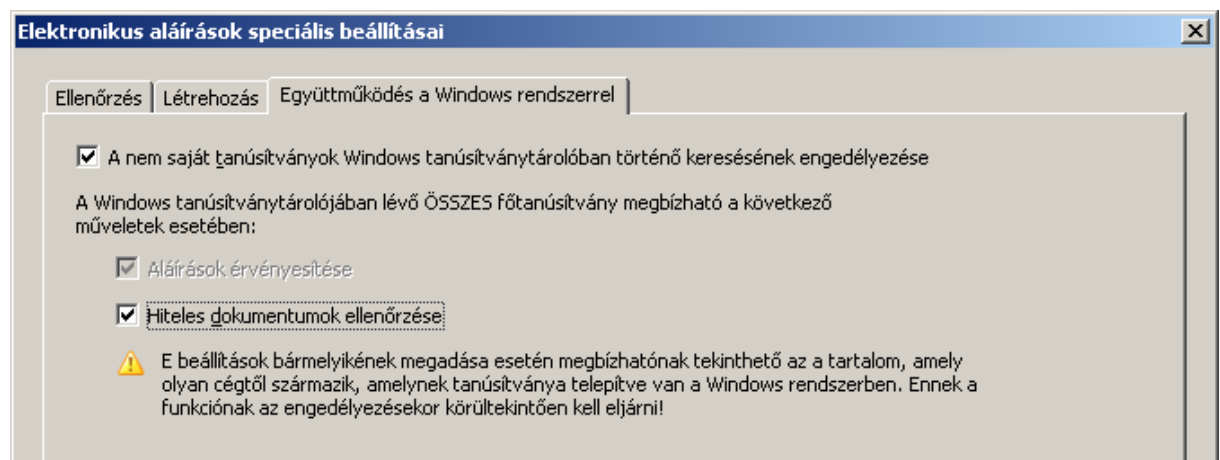 Elektronikus aláírások speciális beállításai
Ellenőrzés Létrehozás Együttműködés a Windows rendszerrel
A nem saját tanúsítványok Windows tanúsítványtárolóban történő keresésének engedélyezése
A Windows tanúsítványtárolójában lévő ÖSSZES főtanúsítvány megbízható a következő
műveletek esetében:
Aláírások érvényesítése
Hiteles dokumentumok ellenőrzése
E beállítások bármelyikének megadása esetén megbízhatónak tekinthető az a tartalom, amely
olyan cégtől származik, amelynek tanúsítványa telepítve van a Windows rendszerben. Ennek a
funkciónak az engedélyezésekor körültekintően kell eljárni!